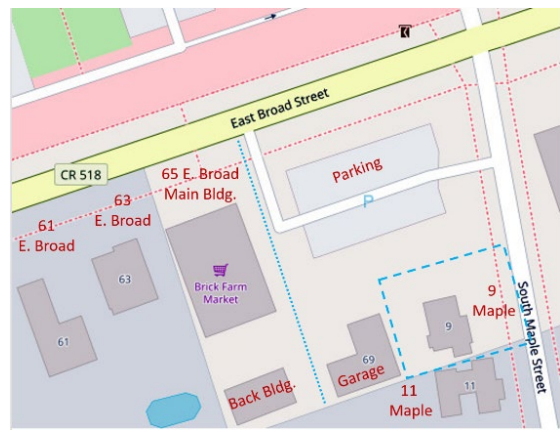 East Broad Street
CR 518
65 E. Broad
Main Bldg.
Parking
P
63
E. Broad
61
E. Broad
63
Brick Farm
Market
61
9
Maple
9
69
Garage
Back Bldg.
11
Maple
11
South Maple Street